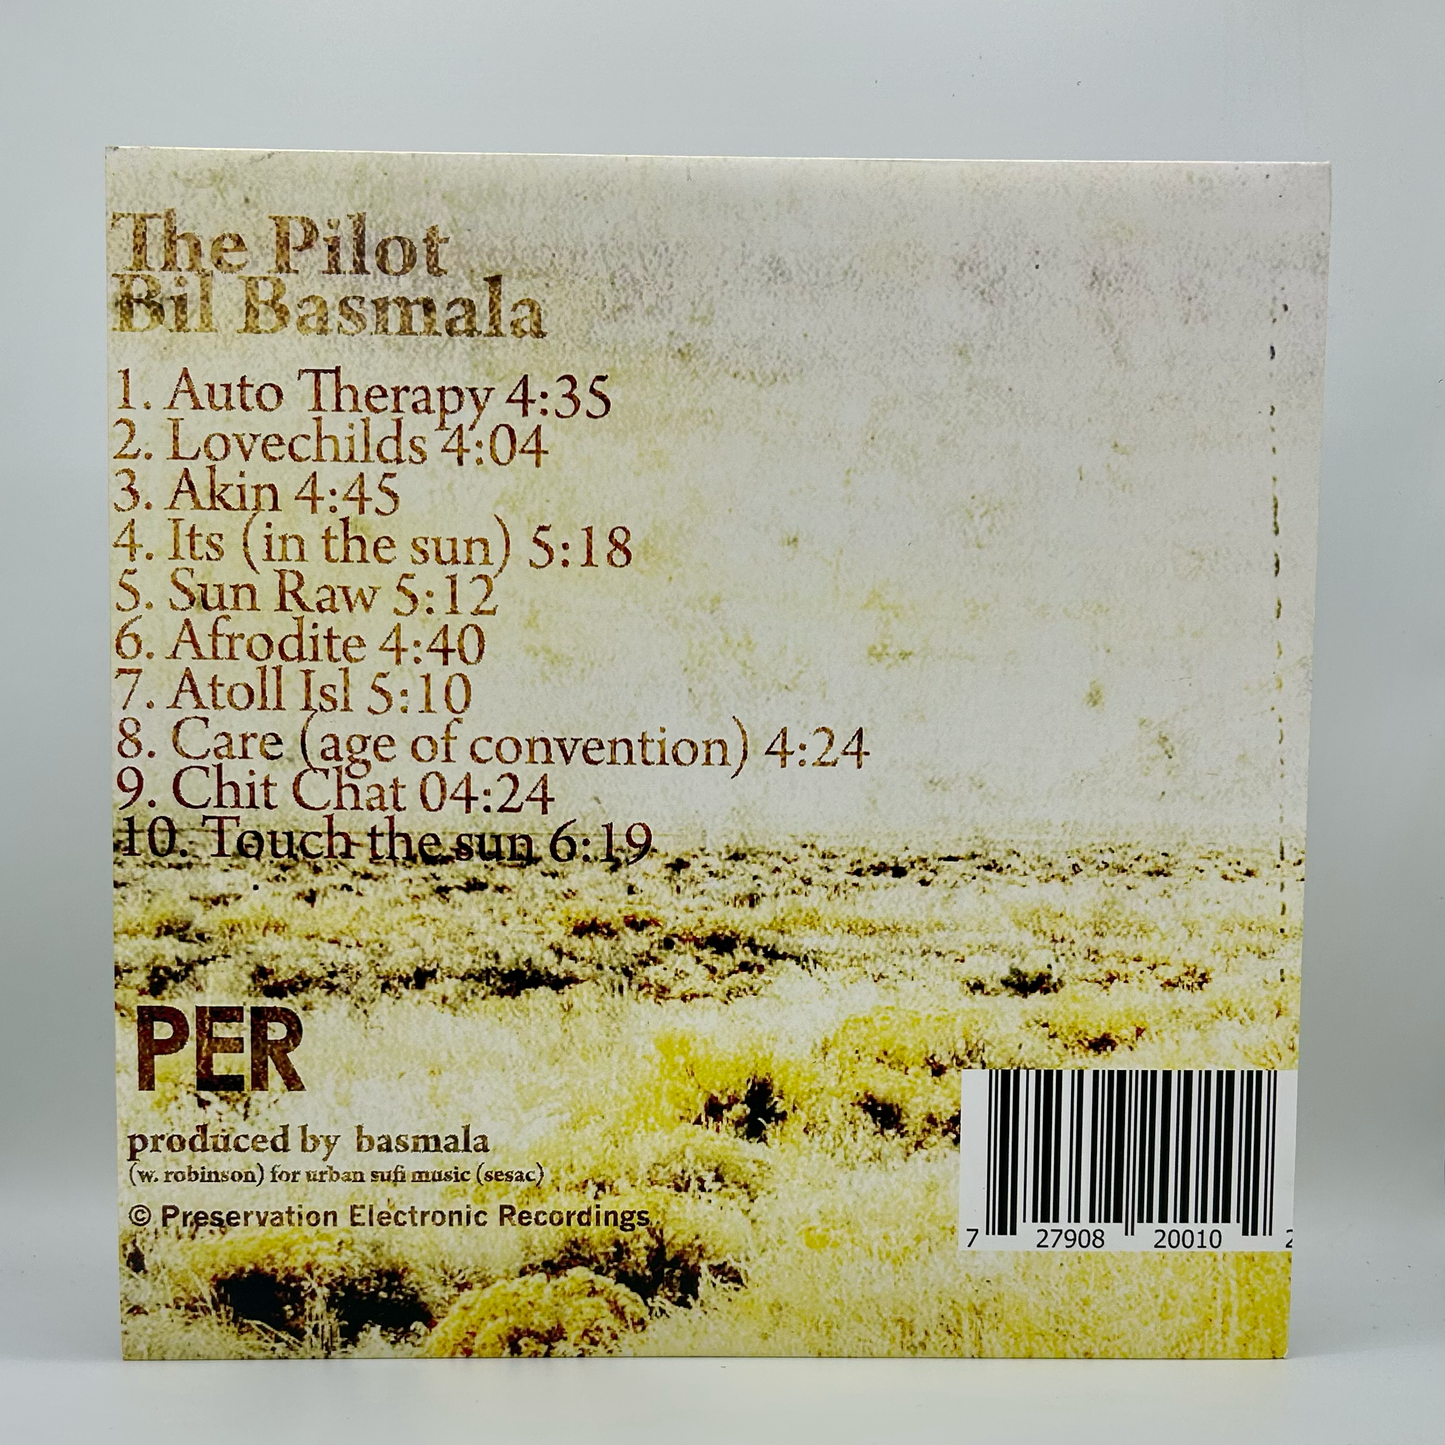 The Pilot
Bil Basmala
1. Auto Therapy 4:35
2. Lovechilds 4:04
3. Akin 4:45
4. Its (in the sun) 5:18
5. Sun Raw 5:12
6. Afrodite 4:40
7. Atoll Isl 5:10
8. Care (age of convention) 4:24
9. Chit Chat 04:24
10. Touch the sun 6:19
PER
produced by basmala
(w. robinson) for urban sufi music (sesac)
© Preservation Electronic Recordings
7 27908 20010 2